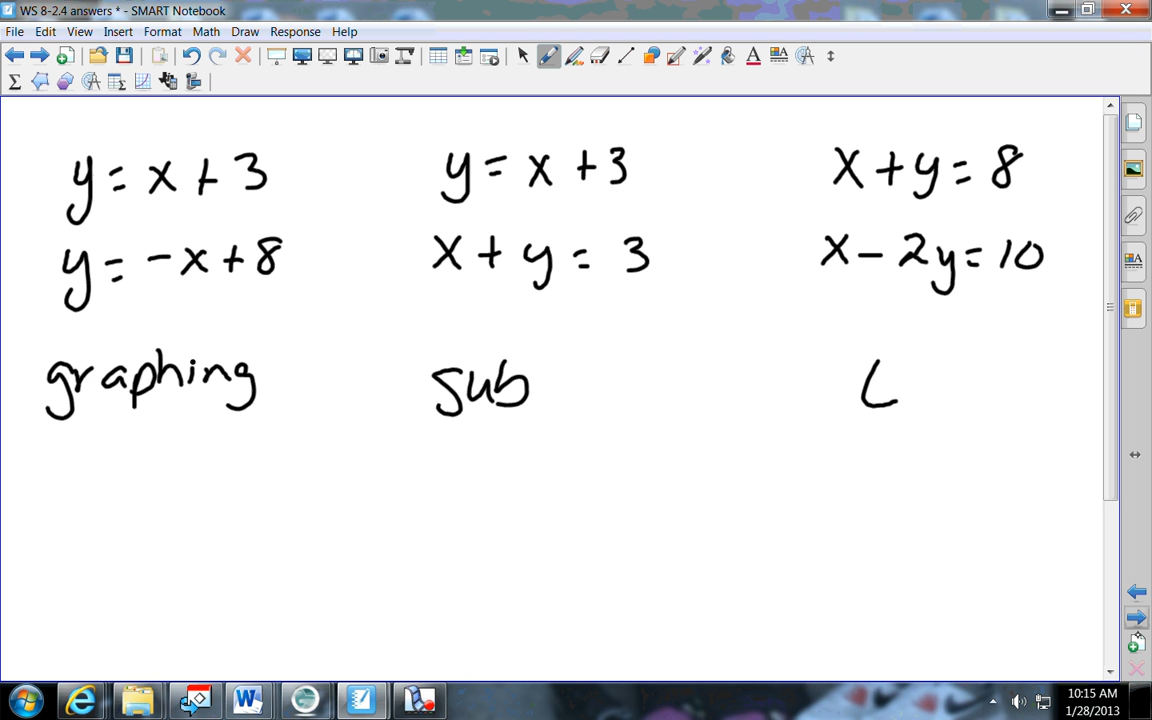 WS 8-2.4 answers * - SMART Notebook
File Edit View Insert Format Math Draw Response Help
y = x + 3
y = -x + 8
graphing
y = x + 3
x + y = 3
sub
x + y = 8
x - 2y = 10
10:15 AM
1/28/2013